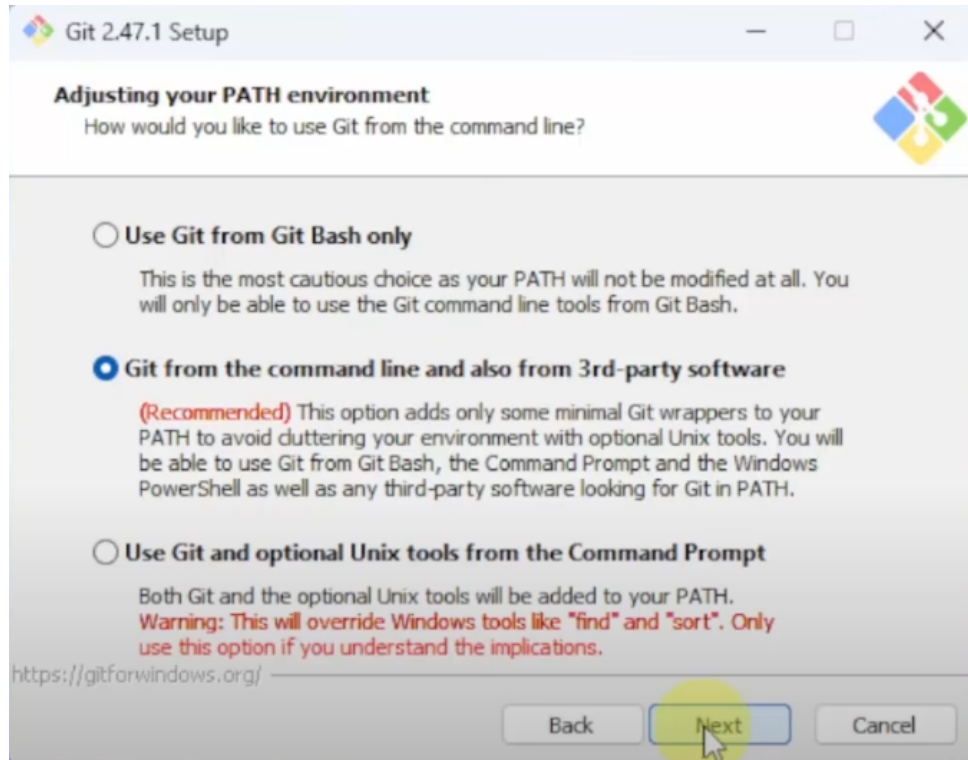 Git 2.47.1 Setup
Adjusting your PATH environment
How would you like to use Git from the command line?
Use Git from Git Bash only
This is the most cautious choice as your PATH will not be modified at all. You
will only be able to use the Git command line tools from Git Bash.
Git from the command line and also from 3rd-party software
(Recommended) This option adds only some minimal Git wrappers to your
PATH to avoid cluttering your environment with optional Unix tools. You will
be able to use Git from Git Bash, the Command Prompt and the Windows
PowerShell as well as any third-party software looking for Git in PATH.
Use Git and optional Unix tools from the Command Prompt
Both Git and the optional Unix tools will be added to your PATH.
Warning: This will override Windows tools like "find" and "sort". Only
use this option if you understand the implications.
https://gitforwindows.org/
Back
Next
Cancel